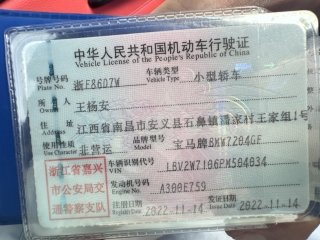 中华人民共和国机动车行驶证
Vehicle License of the People's Republic of China
号牌号码 浙F86D7W 车辆类型 小型轿车
Plate No. Vehicle Type
所有人 王杨安
Owner
住址 江西省南昌市安义县石鼻镇潘家村王家组1号
Address
使用性质 非营运 品牌型号 宝马牌BMW7204GF
Use Character Model
浙江省嘉兴
市公安局交
通警察支队
车辆识别代号 LBV2W7106PMS04034
VIN
发动机号码 A300E759
Engine No.
注册日期 2022-11-14 发证日期 2022-11-14
Register Date Issue Date